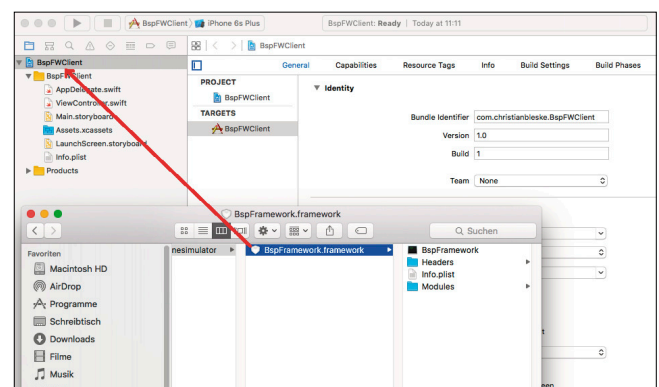 BspFWClient
iPhone 6s Plus
BspFWClient: Ready | Today at 11:11
BspFWClient
BspFWClient
General Capabilities Resource Tags Info Build Settings Build Phases
BspFWClient
AppDelegate.swift
ViewController.swift
Main.storyboard
Assets.xcassets
LaunchScreen.storyboard
Info.plist
Products
PROJECT
BspFWClient
TARGETS
BspFWClient
Identity
Bundle Identifier com.christianbleske.BspFWClient
Version 1.0
Build 1
Team None
BspFramework.framework
Suchen
Favoriten
Macintosh HD
AirDrop
Programme
Schreibtisch
Downloads
Filme
Musik
nesimulator
BspFramework.framework
BspFramework
Headers
Info.plist
Modules